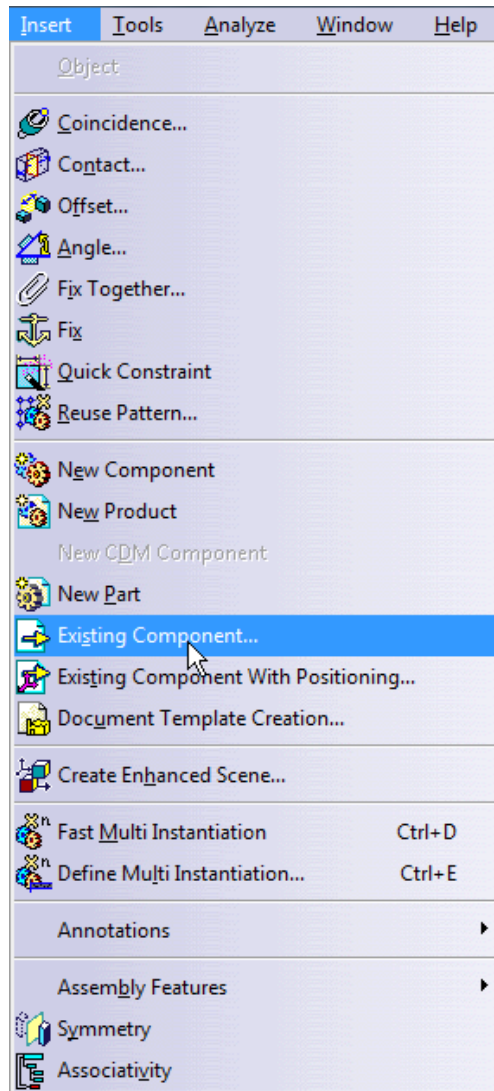 Insert Tools Analyze Window Help
Object
Coincidence...
Contact...
Offset...
Angle...
Fix Together...
Fix
Quick Constraint
Reuse Pattern...
New Component
New Product
New CDM Component
New Part
Existing Component...
Existing Component With Positioning...
Document Template Creation...
Create Enhanced Scene...
Fast Multi Instantiation Ctrl+D
Define Multi Instantiation... Ctrl+E
Annotations
Assembly Features
Symmetry
Associativity